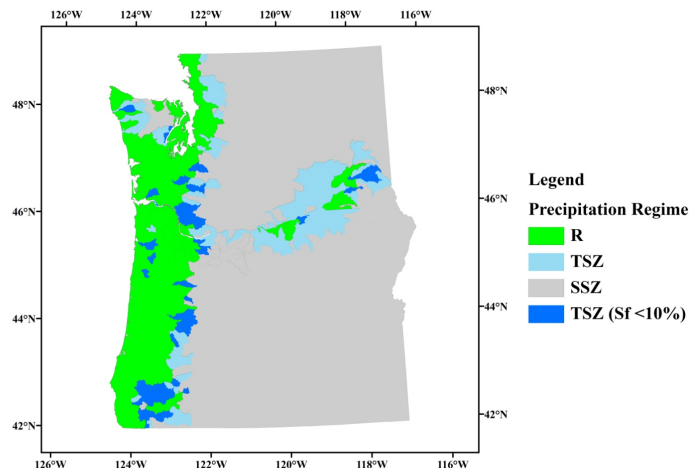 126°W 124°W 122°W 120°W 118°W 116°W
48°N 48°N
46°N 46°N
44°N 44°N
42°N 42°N
126°W 124°W 122°W 120°W 118°W 116°W
Legend
Precipitation Regime
R
TSZ
SSZ
TSZ (Sf <10%)